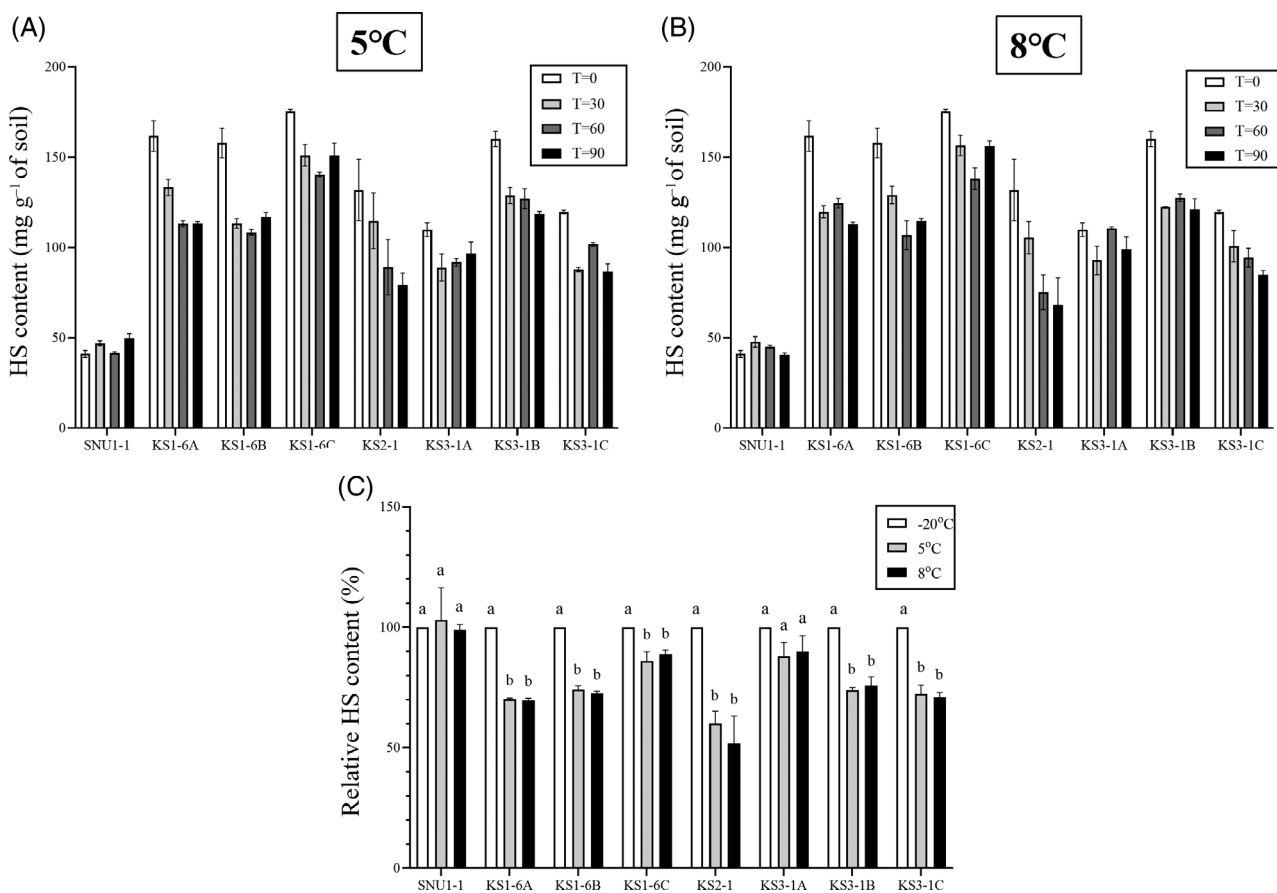 (A)
5°C
HS content (mg g⁻¹ of soil)
200
150
100
50
0
T=0
T=30
T=60
T=90
SNU1-1 KS1-6A KS1-6B KS1-6C KS2-1 KS3-1A KS3-1B KS3-1C
(B)
8°C
HS content (mg g⁻¹ of soil)
200
150
100
50
0
T=0
T=30
T=60
T=90
SNU1-1 KS1-6A KS1-6B KS1-6C KS2-1 KS3-1A KS3-1B KS3-1C
(C)
Relative HS content (%)
150
100
50
0
-20°C
5°C
8°C
a a a a b b a b b a b b a b b a a a a b b a b b
SNU1-1 KS1-6A KS1-6B KS1-6C KS2-1 KS3-1A KS3-1B KS3-1C